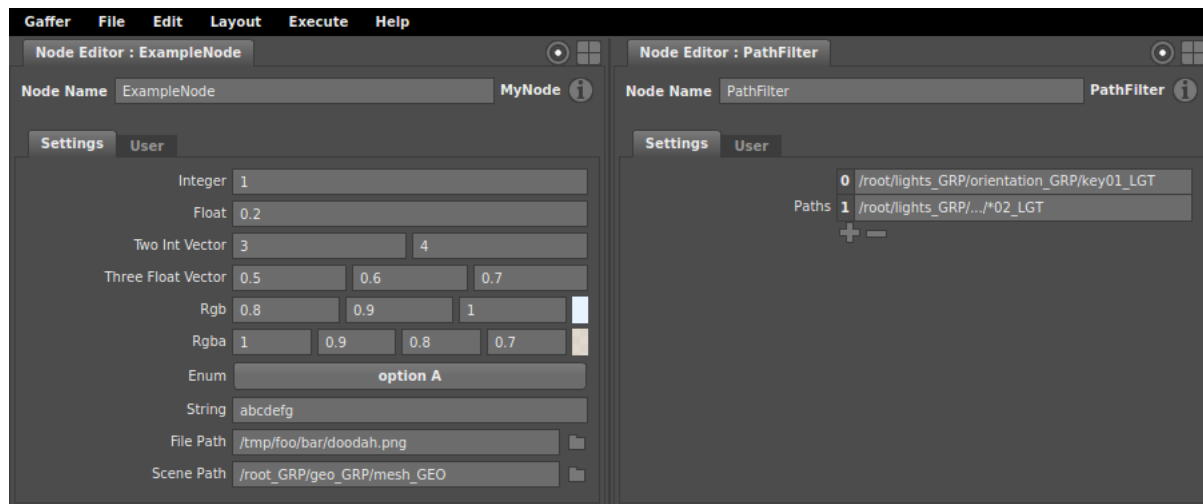 Gaffer File Edit Layout Execute Help
Node Editor : ExampleNode
Node Name ExampleNode MyNode
Settings User
Integer 1
Float 0.2
Two Int Vector 3 4
Three Float Vector 0.5 0.6 0.7
Rgb 0.8 0.9 1
Rgba 1 0.9 0.8 0.7
Enum option A
String abcdefg
File Path /tmp/foo/bar/doodah.png
Scene Path /root_GRP/geo_GRP/mesh_GEO
Node Editor : PathFilter
Node Name PathFilter PathFilter
Settings User
0 /root/lights_GRP/orientation_GRP/key01_LGT
Paths 1 /root/lights_GRP/.../*02_LGT